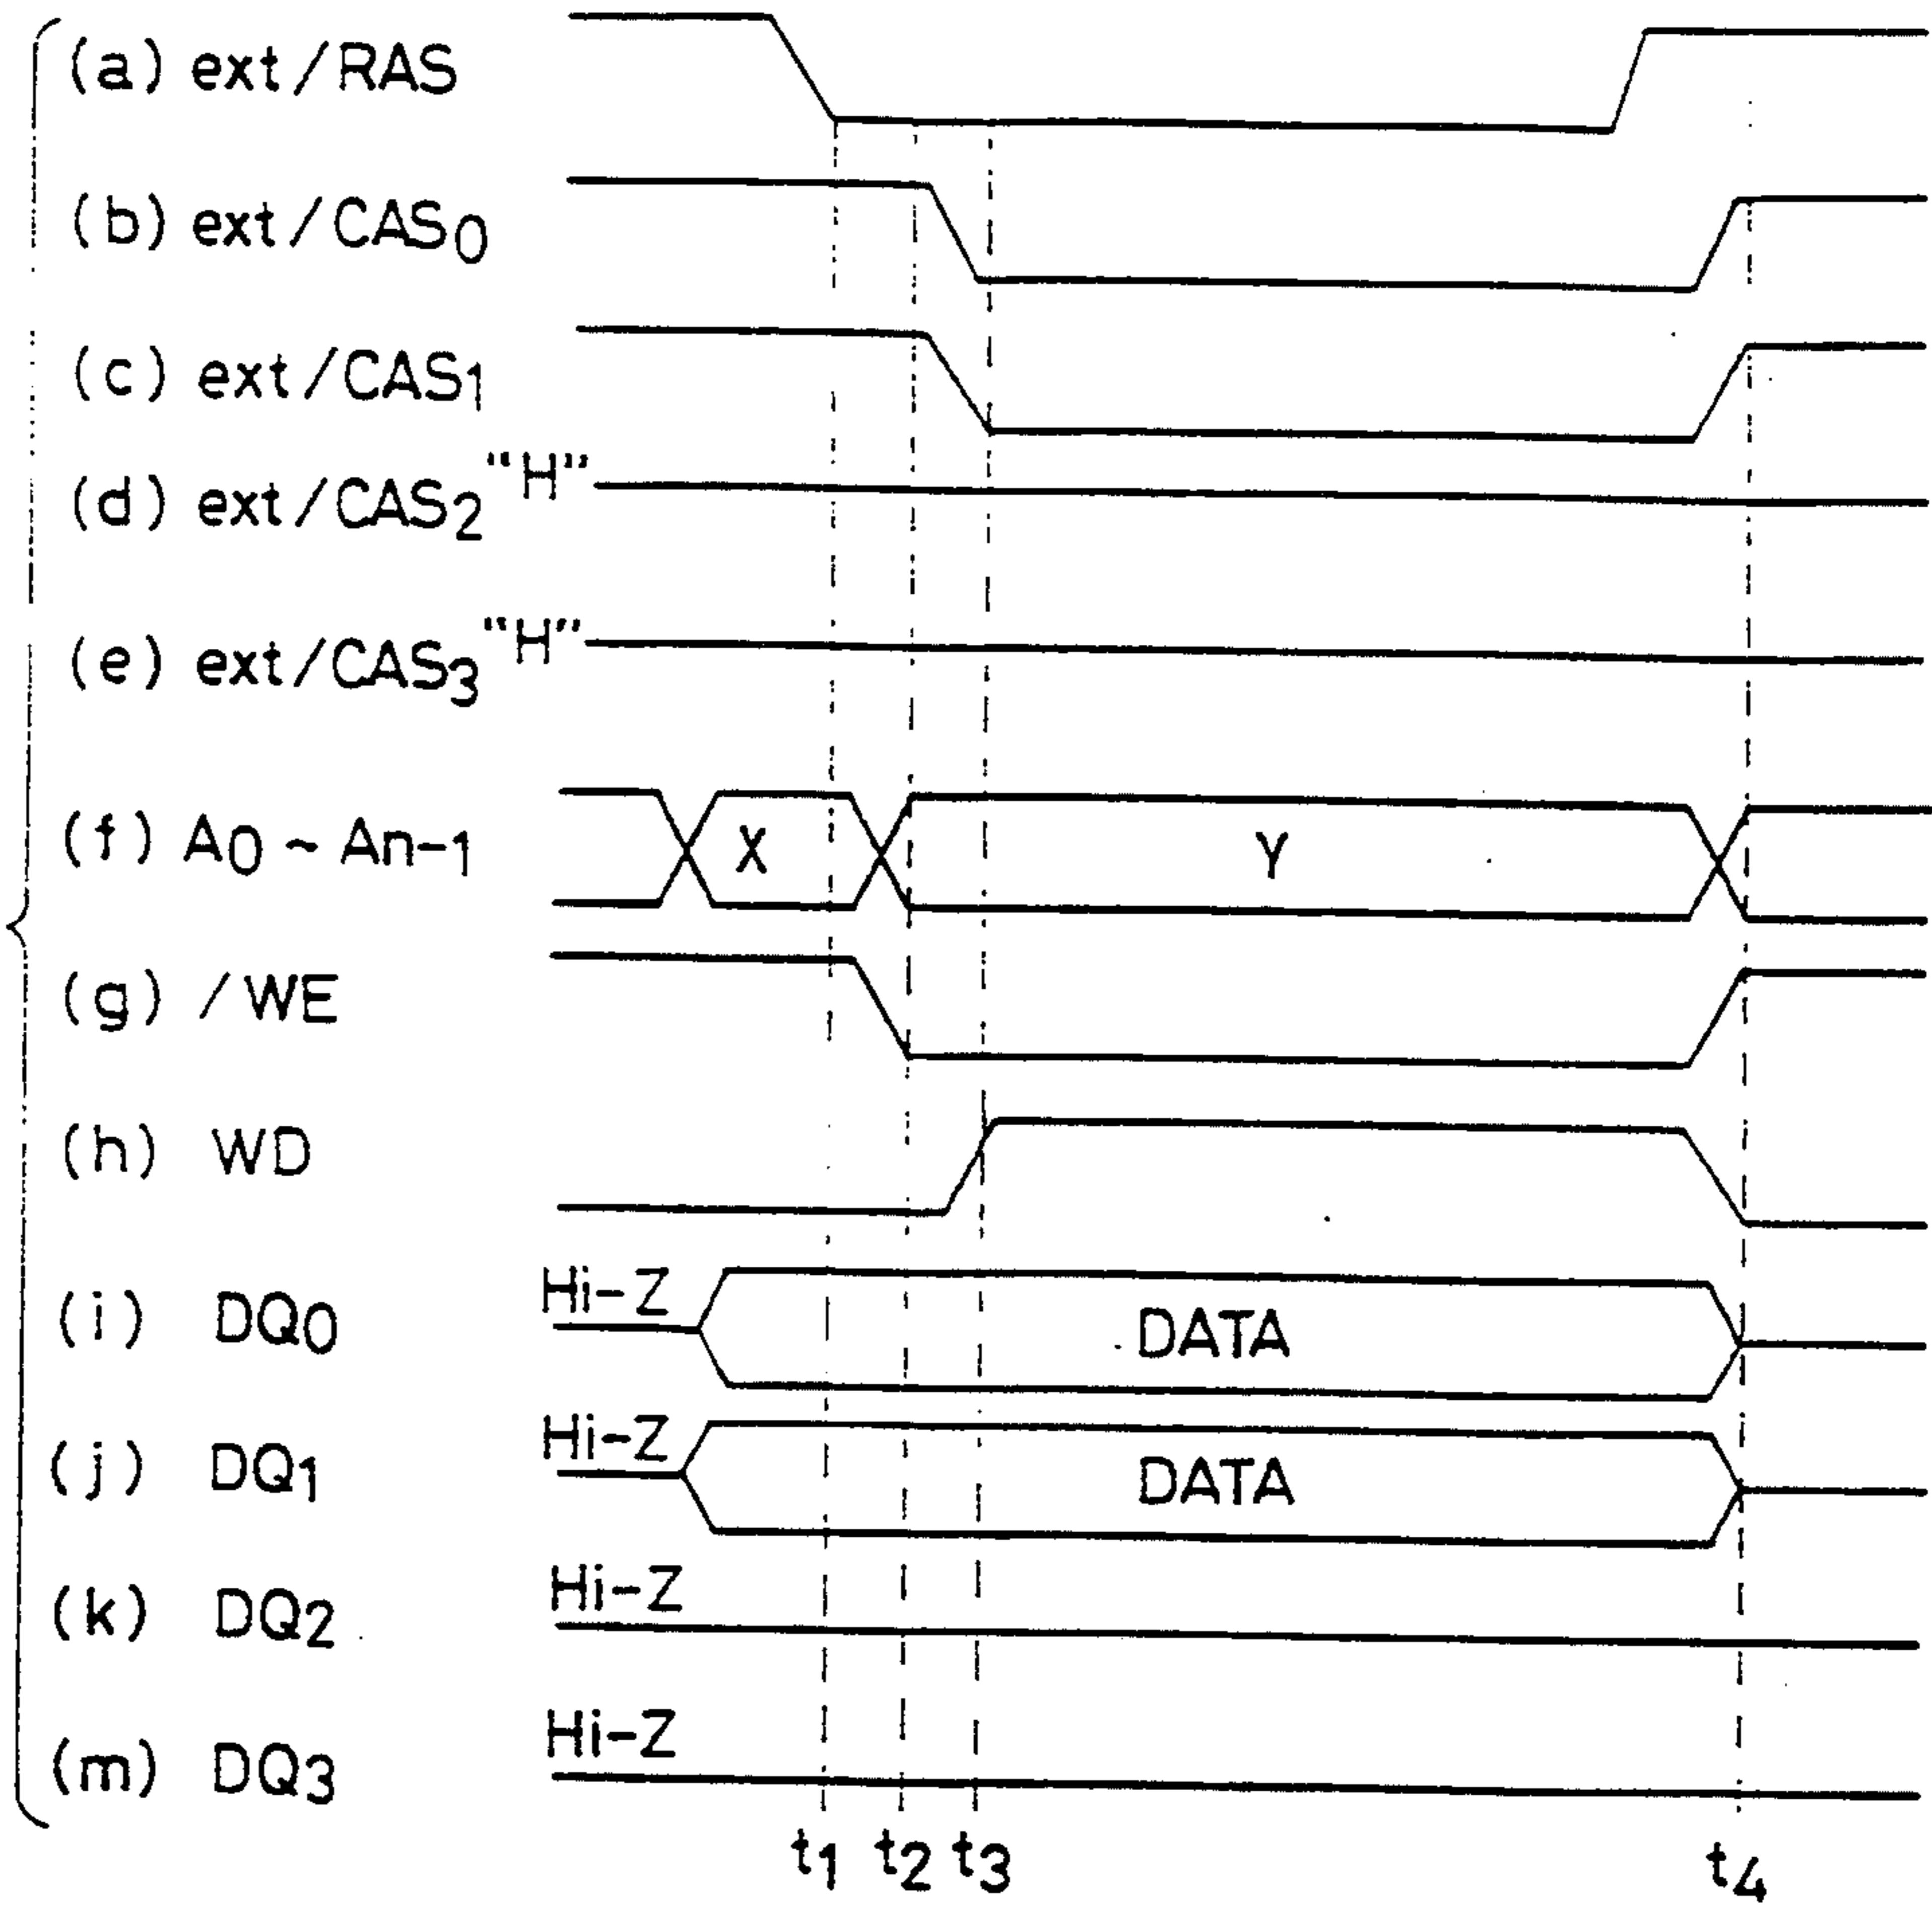 (a) ext/RAS
(b) ext/CAS0
(c) ext/CAS1
(d) ext/CAS2 "H"
(e) ext/CAS3 "H"
(f) A0 ~ An-1 X Y
(g) /WE
(h) WD
(i) DQ0 Hi-Z DATA
(j) DQ1 Hi-Z DATA
(k) DQ2 Hi-Z
(m) DQ3 Hi-Z
t1 t2 t3 t4